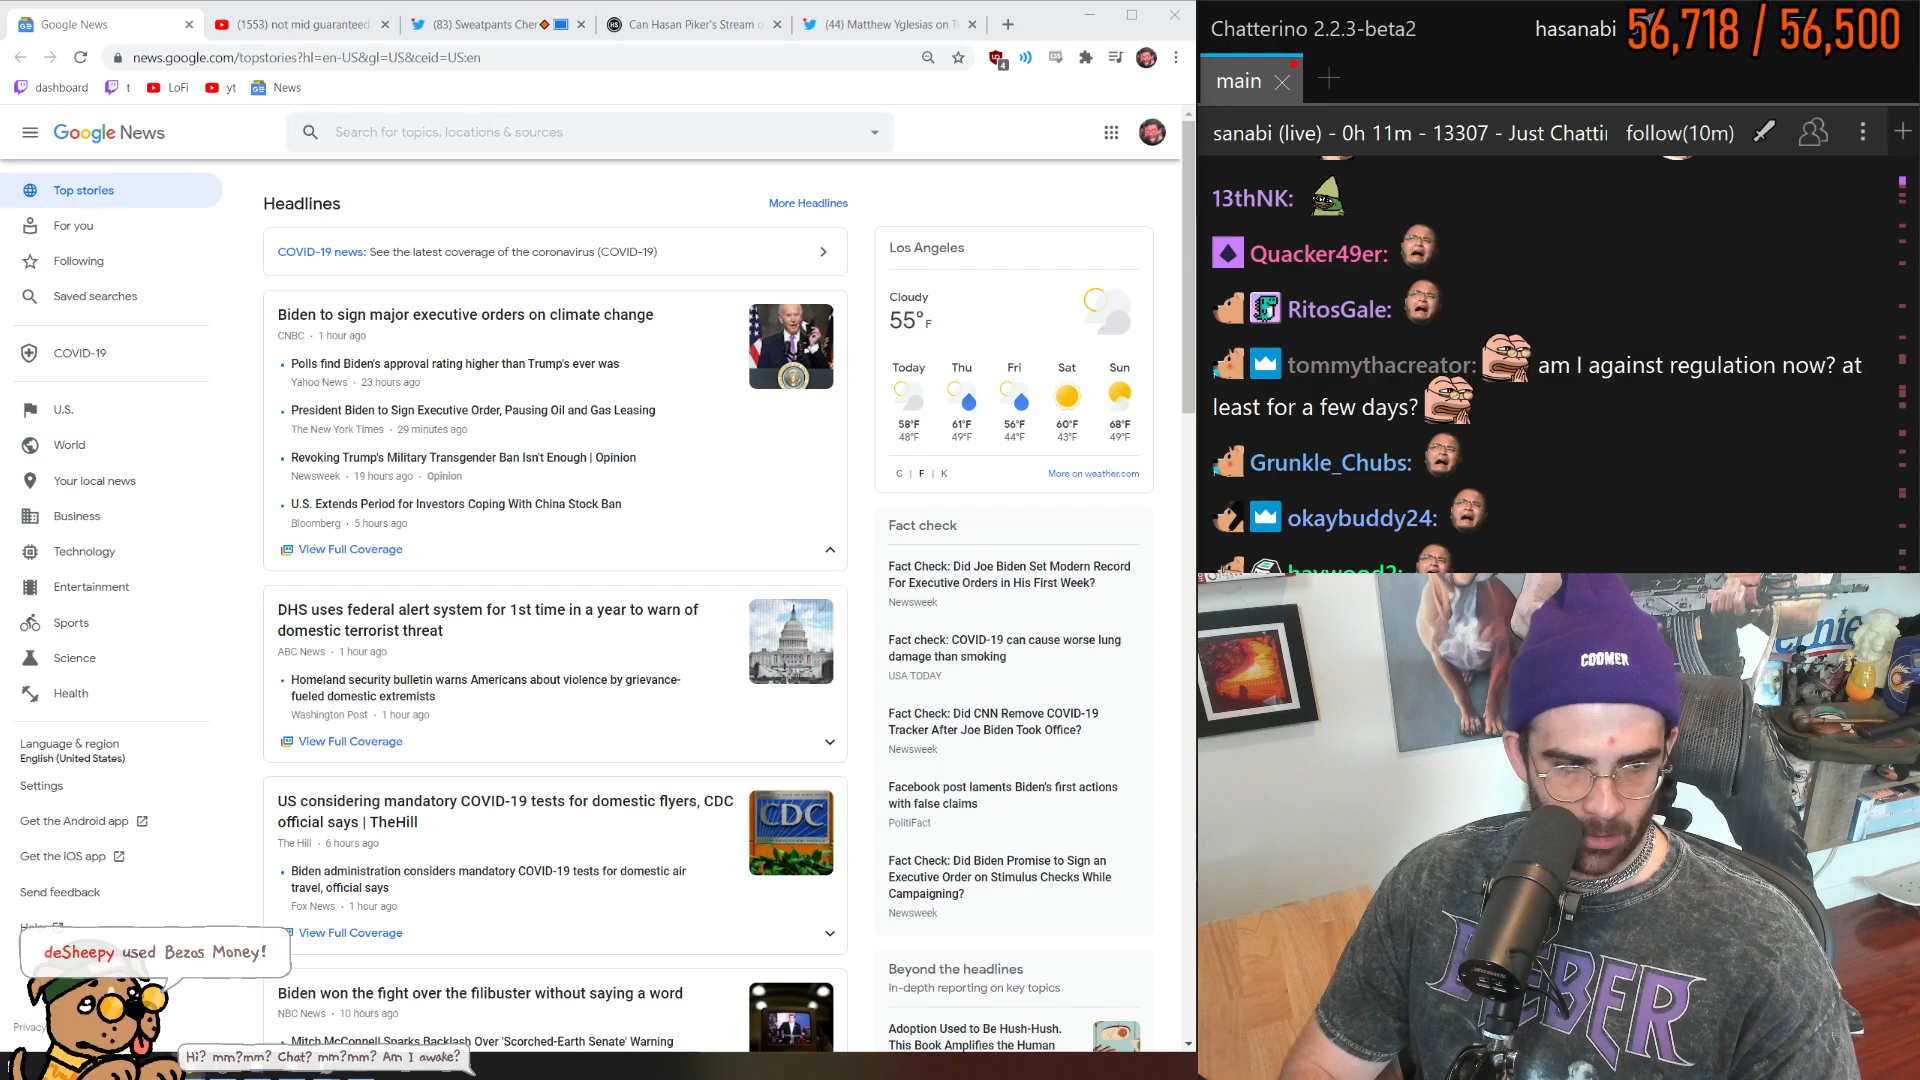 Google News
(1553) not mid guaranteed
(83) Sweatpants Cher
Can Hasan Piker's Stream o
(44) Matthew Yglesias on T
news.google.com/topstories?hl=en-US&gl=US&ceid=US:en
4
dashboard
t
LoFi
yt
News
Google News
Search for topics, locations & sources
Top stories
For you
Following
Saved searches
COVID-19
U.S.
World
Your local news
Business
Technology
Entertainment
Sports
Science
Health
Language & region
English (United States)
Settings
Get the Android app
Get the iOS app
Send feedback
Help
Privacy
Headlines
More Headlines
COVID-19 news: See the latest coverage of the coronavirus (COVID-19)
Biden to sign major executive orders on climate change
CNBC · 1 hour ago
Polls find Biden's approval rating higher than Trump's ever was
Yahoo News · 23 hours ago
President Biden to Sign Executive Order, Pausing Oil and Gas Leasing
The New York Times · 29 minutes ago
Revoking Trump's Military Transgender Ban Isn't Enough | Opinion
Newsweek · 19 hours ago · Opinion
U.S. Extends Period for Investors Coping With China Stock Ban
Bloomberg · 5 hours ago
View Full Coverage
DHS uses federal alert system for 1st time in a year to warn of
domestic terrorist threat
ABC News · 1 hour ago
Homeland security bulletin warns Americans about violence by grievance-
fueled domestic extremists
Washington Post · 1 hour ago
View Full Coverage
US considering mandatory COVID-19 tests for domestic flyers, CDC
official says | TheHill
The Hill · 6 hours ago
CDC
Biden administration considers mandatory COVID-19 tests for domestic air
travel, official says
Fox News · 1 hour ago
View Full Coverage
Biden won the fight over the filibuster without saying a word
NBC News · 10 hours ago
Mitch McConnell Sparks Backlash Over 'Scorched-Earth Senate' Warning
Los Angeles
Cloudy
55°F
Today Thu Fri Sat Sun
58°F 61°F 56°F 60°F 68°F
48°F 49°F 44°F 43°F 49°F
C | F | K
More on weather.com
Fact check
Fact Check: Did Joe Biden Set Modern Record
For Executive Orders in His First Week?
Newsweek
Fact check: COVID-19 can cause worse lung
damage than smoking
USA TODAY
Fact Check: Did CNN Remove COVID-19
Tracker After Joe Biden Took Office?
Newsweek
Facebook post laments Biden's first actions
with false claims
PolitiFact
Fact Check: Did Biden Promise to Sign an
Executive Order on Stimulus Checks While
Campaigning?
Newsweek
Beyond the headlines
In-depth reporting on key topics
Adoption Used to Be Hush-Hush.
This Book Amplifies the Human
deSheepy used Bezos Money!
Hi? mm?mm? Chat? mm?mm? Am I awake?
Chatterino 2.2.3-beta2
hasanabi
56,718 / 56,500
main
sanabi (live) - 0h 11m - 13307 - Just Chatti
follow(10m)
13thNK:
Quacker49er:
RitosGale:
tommythacreator: am I against regulation now? at
least for a few days?
Grunkle_Chubs:
okaybuddy24:
haywood2:
COOMER
ernie